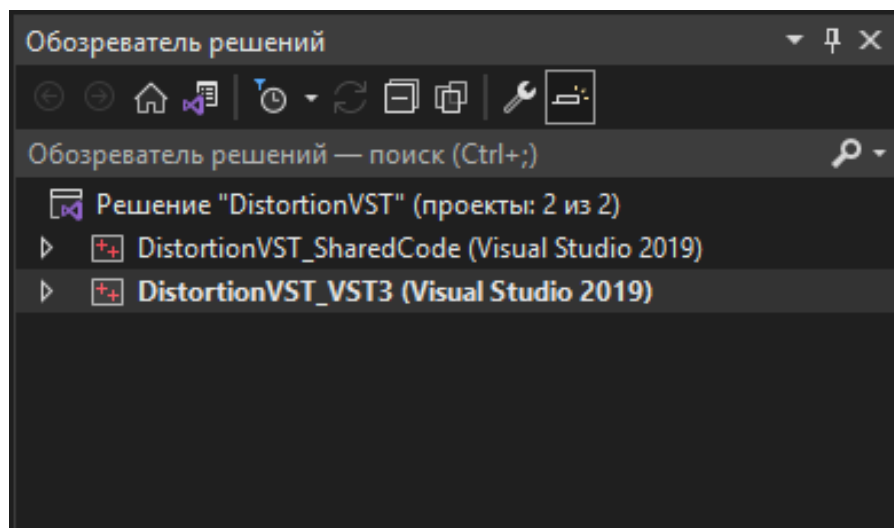 Обозреватель решений
Обозреватель решений — поиск (Ctrl+;)
Решение "DistortionVST" (проекты: 2 из 2)
DistortionVST_SharedCode (Visual Studio 2019)
DistortionVST_VST3 (Visual Studio 2019)